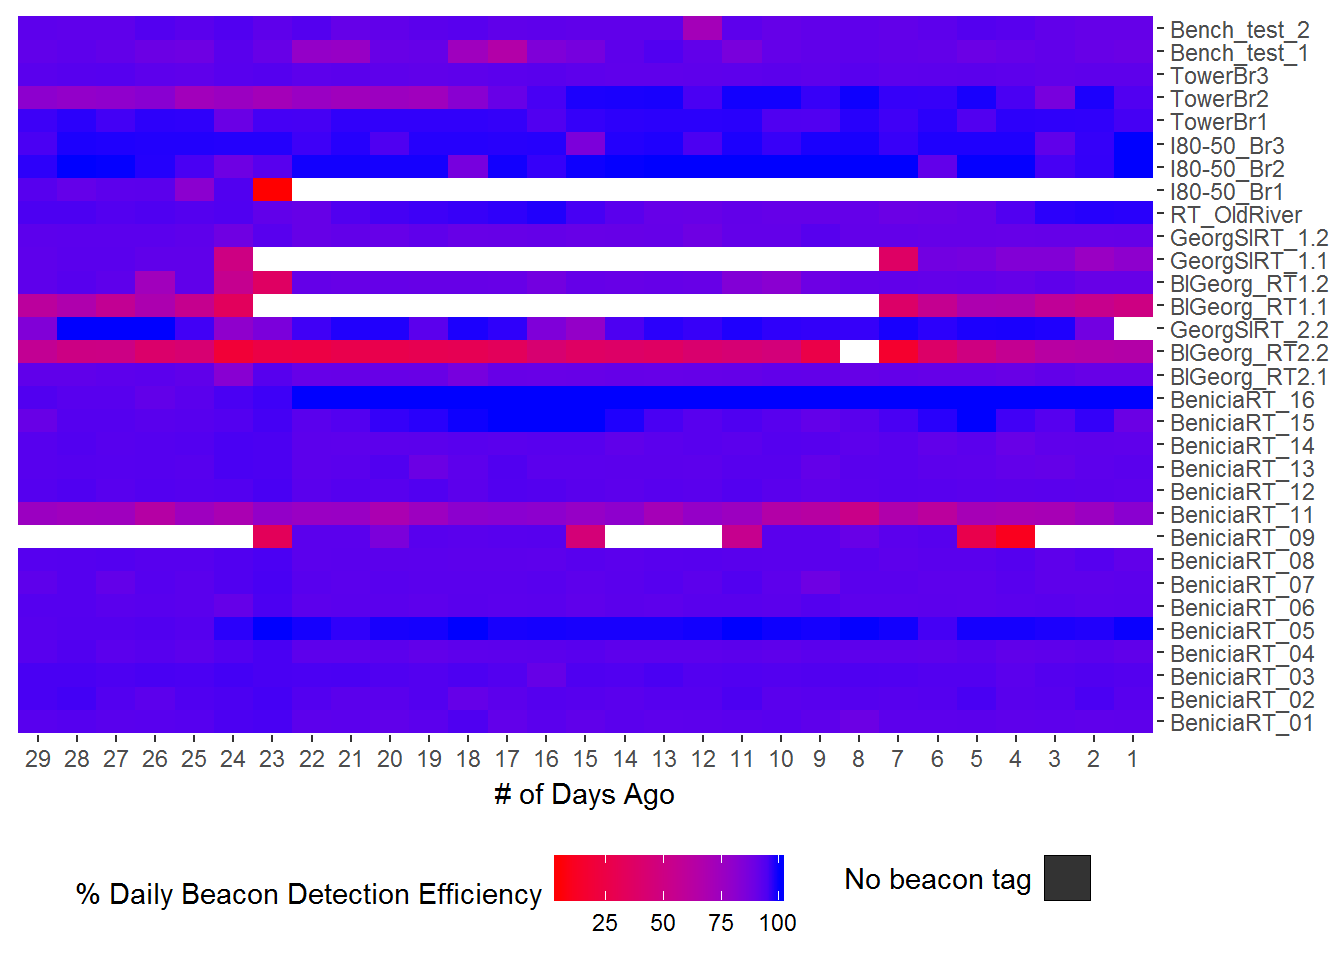 Bench_test_2
Bench_test_1
TowerBr3
TowerBr2
TowerBr1
I80-50_Br3
I80-50_Br2
I80-50_Br1
RT_OldRiver
GeorgSlRT_1.2
GeorgSlRT_1.1
BlGeorg_RT1.2
BlGeorg_RT1.1
GeorgSlRT_2.2
BlGeorg_RT2.2
BlGeorg_RT2.1
BeniciaRT_16
BeniciaRT_15
BeniciaRT_14
BeniciaRT_13
BeniciaRT_12
BeniciaRT_11
BeniciaRT_09
BeniciaRT_08
BeniciaRT_07
BeniciaRT_06
BeniciaRT_05
BeniciaRT_04
BeniciaRT_03
BeniciaRT_02
BeniciaRT_01
29 28 27 26 25 24 23 22 21 20 19 18 17 16 15 14 13 12 11 10 9 8 7 6 5 4 3 2 1
# of Days Ago
% Daily Beacon Detection Efficiency
25 50 75 100
No beacon tag